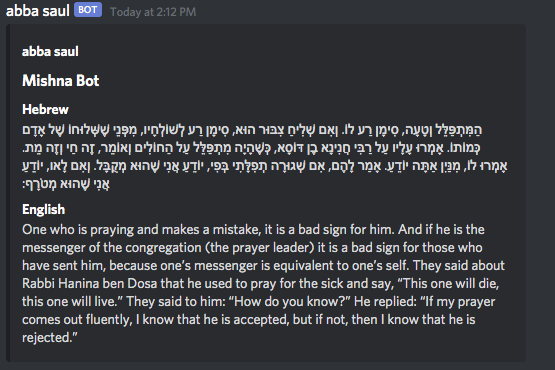 abba saul BOT Today at 2:12 PM
abba saul
Mishna Bot
Hebrew
הַמִּתְפַּלֵּל וְטָעָה, סִימָן רַע לוֹ. וְאִם שְׁלִיחַ צִבּוּר הוּא, סִימָן רַע לְשׁוֹלְחָיו, מִפְּנֵי שֶׁשְּׁלוּחוֹ שֶׁל אָדָם
כְּמוֹתוֹ. אָמְרוּ עָלָיו עַל רַבִּי חֲנִינָא בֶן דּוֹסָא, כְּשֶׁהָיָה מִתְפַּלֵּל עַל הַחוֹלִים וְאוֹמֵר, זֶה חַי וְזֶה מֵת.
אָמְרוּ לוֹ, מִנַּיִן אַתָּה יוֹדֵעַ. אָמַר לָהֶם, אִם שְׁגוּרָה תְפִלָּתִי בְּפִי, יוֹדֵעַ אֲנִי שֶׁהוּא מְקֻבָּל. וְאִם לָאו, יוֹדֵעַ
אֲנִי שֶׁהוּא מְטֹרָף:
English
One who is praying and makes a mistake, it is a bad sign for him. And if he is the
messenger of the congregation (the prayer leader) it is a bad sign for those who
have sent him, because one’s messenger is equivalent to one’s self. They said about
Rabbi Hanina ben Dosa that he used to pray for the sick and say, “This one will die,
this one will live.” They said to him: “How do you know?” He replied: “If my prayer
comes out fluently, I know that he is accepted, but if not, then I know that he is
rejected.”